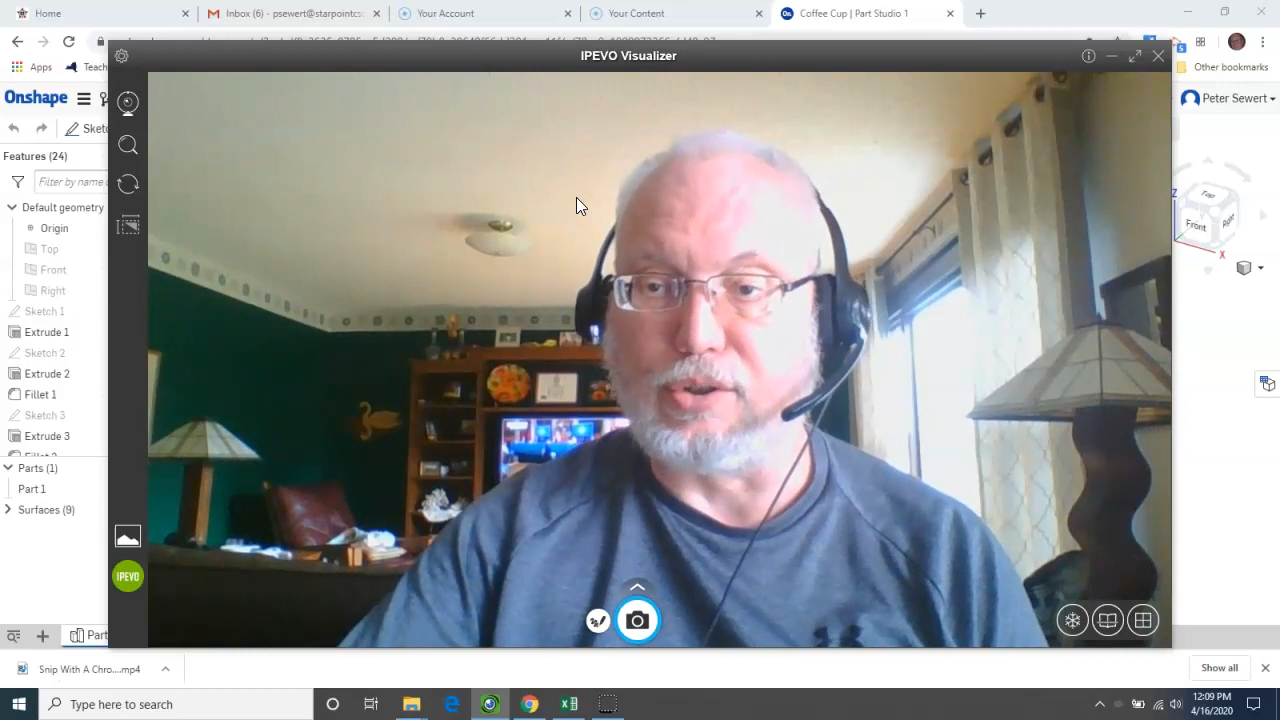 Home
Inbox (6) - psewert@starpointcs
Your Account
Your Content
Coffee Cup | Part Studio 1
Apps
Teach
Other bookmarks
IPEVO Visualizer
Onshape
Peter Sewert
Sketc
Features (24)
Filter by name o
Default geometry
Origin
Top
Front
Right
Sketch 1
Extrude 1
Sketch 2
Extrude 2
Fillet 1
Sketch 3
Extrude 3
Parts (1)
Part 1
Surfaces (9)
IPEVO
Z
Top
Front
Right
X
Part
Snip With A Chro....mp4
Show all
Type here to search
12:09 PM
4/16/2020